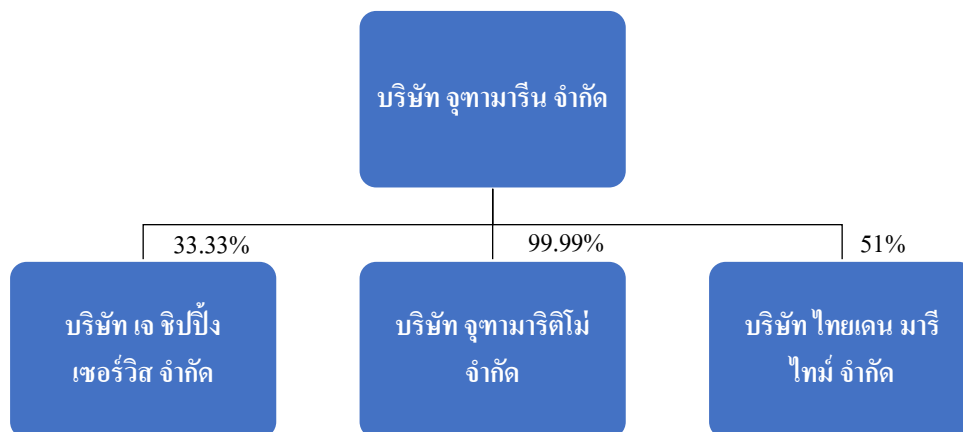 บริษัท จุฑามารีน จำกัด
33.33%
99.99%
51%
บริษัท เจ ชิปปิ้ง
เซอร์วิส จำกัด
บริษัท จุฑามาริติโม่
จำกัด
บริษัท ไทยเดน มารี
ไทม์ จำกัด